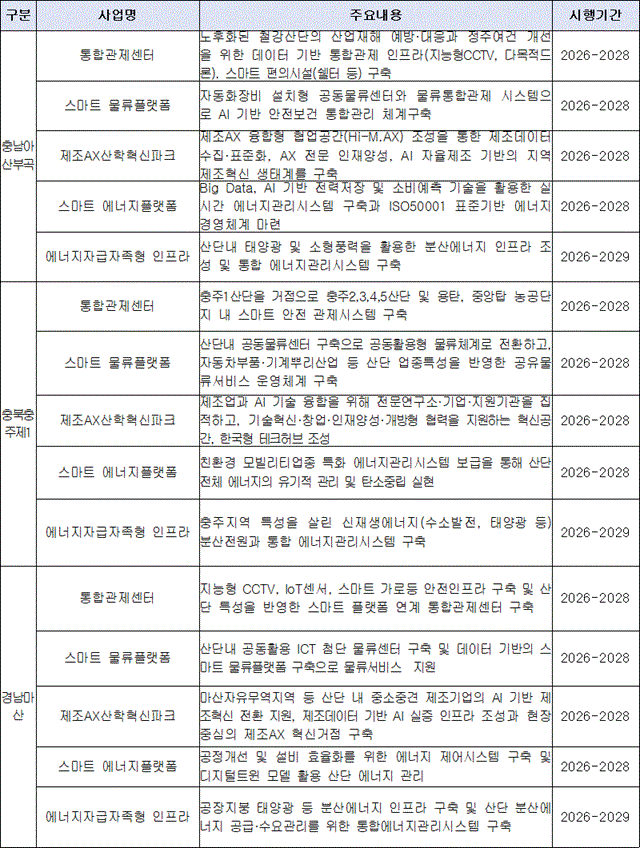 구분 사업명 주요내용 시행기간
충남아
산부곡
통합관제센터
노후화된 철강산단의 산업재해 예방·대응과 정주여건 개선
을 위한 데이터 기반 통합관제 인프라(지능형CCTV, 다목적드
론), 스마트 편의시설(쉘터 등) 구축
2026-2028
스마트 물류플랫폼
자동화장비 설치형 공동물류센터와 물류통합관제 시스템으
로 AI 기반 안전보건 통합관리 체계구축
2026-2028
제조AX산학혁신파크
제조AX 융합형 협업공간(Hi-M.AX) 조성을 통한 제조데이터
수집·표준화, AX 전문 인재양성, AI 자율제조 기반의 지역
제조혁신 생태계를 구축
2026-2028
스마트 에너지플랫폼
Big Data, AI 기반 전력저장 및 소비예측 기술을 활용한 실
시간 에너지관리시스템 구축과 ISO50001 표준기반 에너지
경영체계 마련
2026-2028
에너지자급자족형 인프라
산단내 태양광 및 소형풍력을 활용한 분산에너지 인프라 조
성 및 통합 에너지관리시스템 구축
2026-2029
충북충
주제1
통합관제센터
충주1산단을 거점으로 충주2,3,4,5산단 및 용탄, 중앙탑 농공단
지 내 스마트 안전 관제시스템 구축
2026-2028
스마트 물류플랫폼
산단내 공동물류센터 구축으로 공동활용형 물류체계로 전환하고,
자동차부품·기계뿌리산업 등 산단 업종특성을 반영한 공유물
류서비스 운영체계 구축
2026-2028
제조AX산학혁신파크
제조업과 AI 기술 융합을 위해 전문연구소·기업·지원기관을 집
적하고, 기술혁신·창업·인재양성·개방형 협력을 지원하는 혁신공
간, 한국형 테크허브 조성
2026-2028
스마트 에너지플랫폼
친환경 모빌리티업종 특화 에너지관리시스템 보급을 통해 산단
전체 에너지의 유기적 관리 및 탄소중립 실현
2026-2028
에너지자급자족형 인프라
충주지역 특성을 살린 신재생에너지(수소발전, 태양광 등)
분산전원과 통합 에너지관리시스템 구축
2026-2029
경남마
산
통합관제센터
지능형 CCTV, IoT센서, 스마트 가로등 안전인프라 구축 및 산
단 특성을 반영한 스마트 플랫폼 연계 통합관제센터 구축
2026-2028
스마트 물류플랫폼
산단내 공동활용 ICT 첨단 물류센터 구축 및 데이터 기반의 스
마트 물류플랫폼 구축으로 물류서비스 지원
2026-2028
제조AX산학혁신파크
마산자유무역지역 등 산단 내 중소중견 제조기업의 AI 기반 제
조혁신 전환 지원, 제조데이터 기반 AI 실증 인프라 조성과 현장
중심의 제조AX 혁신거점 구축
2026-2028
스마트 에너지플랫폼
공정개선 및 설비 효율화를 위한 에너지 제어시스템 구축 및
디지털트윈 모델 활용 산단 에너지 관리
2026-2028
에너지자급자족형 인프라
공장지붕 태양광 등 분산에너지 인프라 구축 및 산단 분산에
너지 공급·수요관리를 위한 통합에너지관리시스템 구축
2026-2029